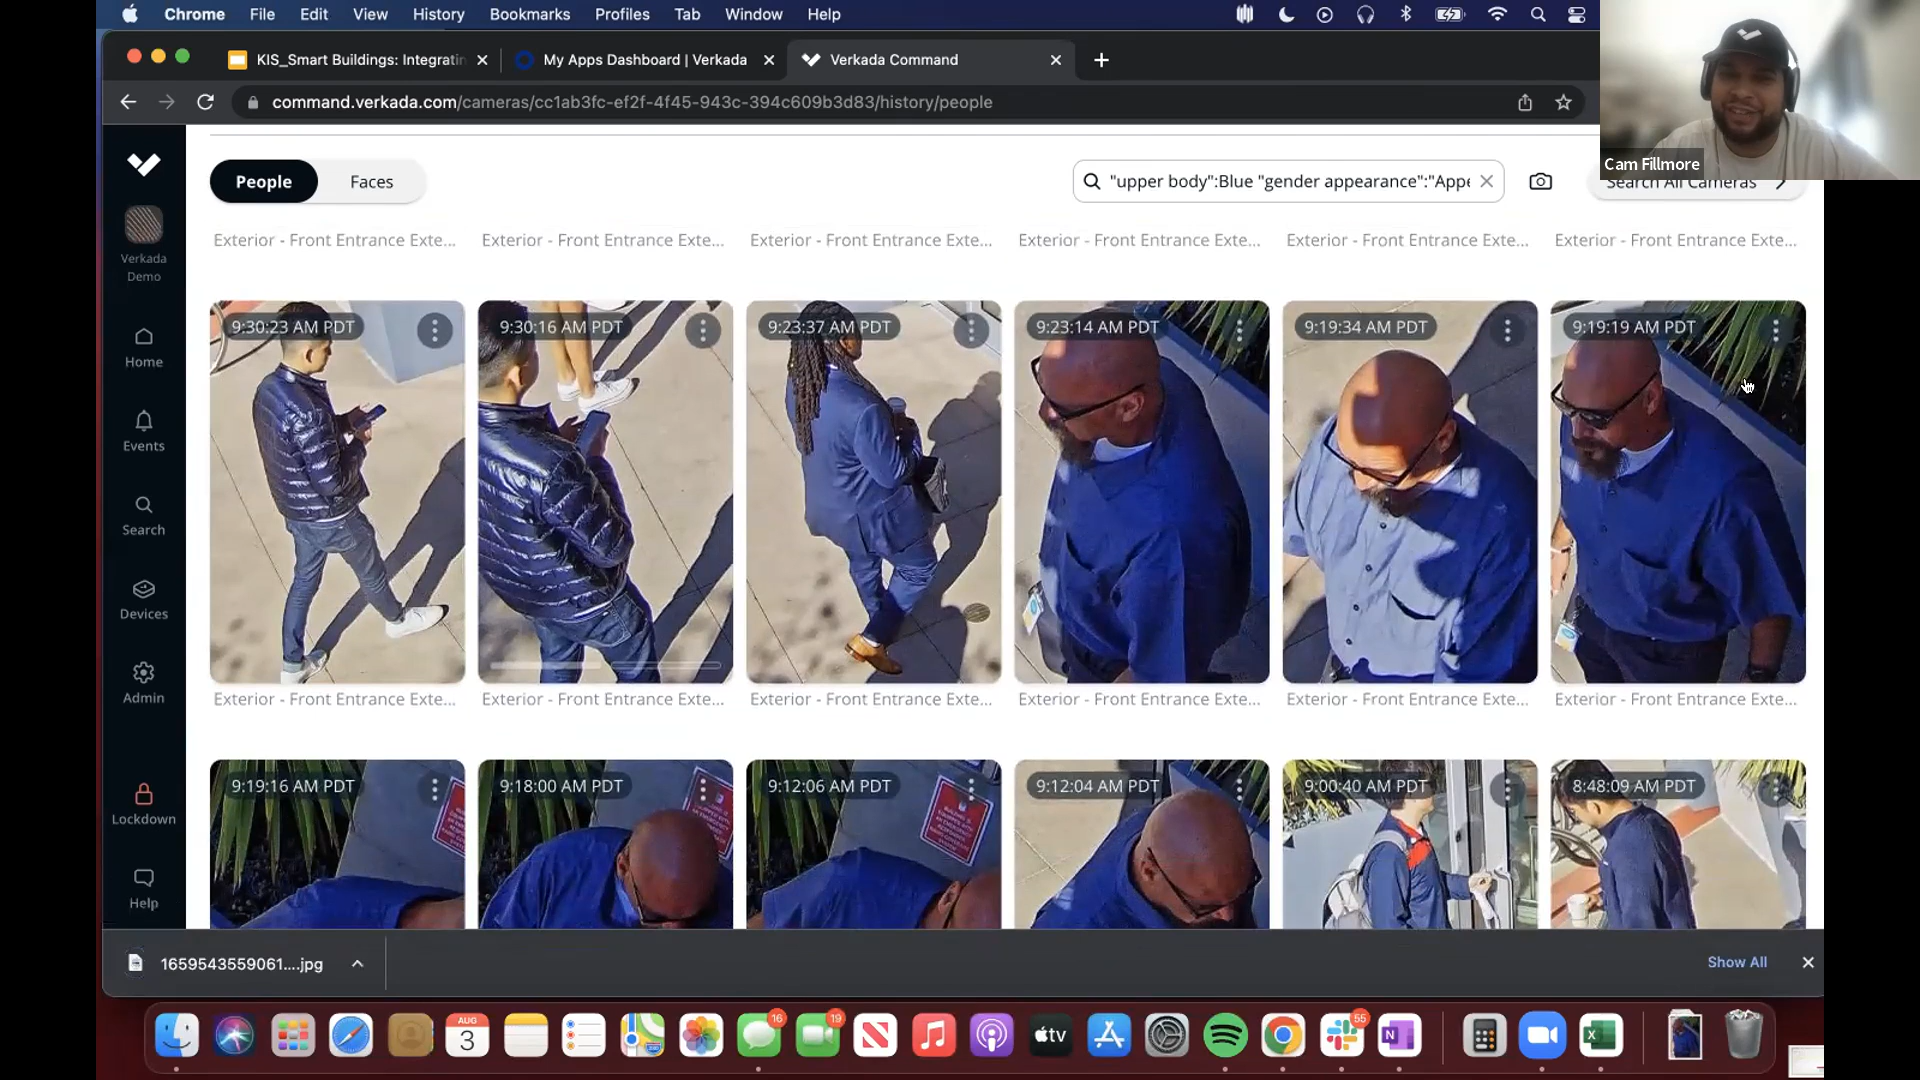 Chrome File Edit View History Bookmarks Profiles Tab Window Help
KIS_Smart Buildings: Integratin
My Apps Dashboard | Verkada
Verkada Command
command.verkada.com/cameras/cc1ab3fc-ef2f-4f45-943c-394c609b3d83/history/people
Cam Fillmore
People Faces
"upper body":Blue "gender appearance":"Appe
Search All Cameras
Verkada
Demo
Home
Events
Search
Devices
Admin
Lockdown
Help
Exterior - Front Entrance Exte... Exterior - Front Entrance Exte... Exterior - Front Entrance Exte... Exterior - Front Entrance Exte... Exterior - Front Entrance Exte... Exterior - Front Entrance Exte...
9:30:23 AM PDT 9:30:16 AM PDT 9:23:37 AM PDT 9:23:14 AM PDT 9:19:34 AM PDT 9:19:19 AM PDT
Exterior - Front Entrance Exte... Exterior - Front Entrance Exte... Exterior - Front Entrance Exte... Exterior - Front Entrance Exte... Exterior - Front Entrance Exte... Exterior - Front Entrance Exte...
9:19:16 AM PDT 9:18:00 AM PDT 9:12:06 AM PDT 9:12:04 AM PDT 9:00:40 AM PDT 8:48:09 AM PDT
1659543559061....jpg
Show All
AUG
3
16
19
tv
55
N
X